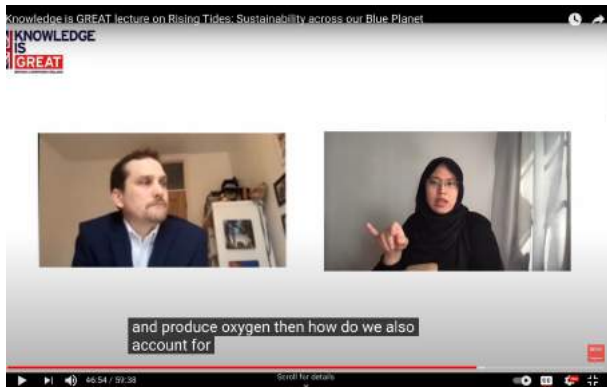 Knowledge is GREAT lecture on Rising Tides: Sustainability across our Blue Planet
KNOWLEDGE
IS
GREAT
and produce oxygen then how do we also
account for
46:54 / 59:38
Scroll for details